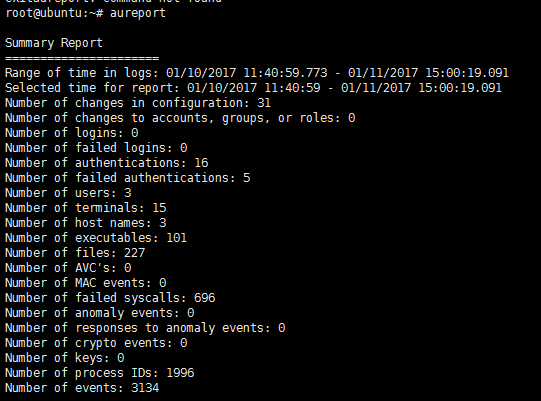 exitaureport: command not found
root@ubuntu:~# aureport
Summary Report
======================
Range of time in logs: 01/10/2017 11:40:59.773 - 01/11/2017 15:00:19.091
Selected time for report: 01/10/2017 11:40:59 - 01/11/2017 15:00:19.091
Number of changes in configuration: 31
Number of changes to accounts, groups, or roles: 0
Number of logins: 0
Number of failed logins: 0
Number of authentications: 16
Number of failed authentications: 5
Number of users: 3
Number of terminals: 15
Number of host names: 3
Number of executables: 101
Number of files: 227
Number of AVC's: 0
Number of MAC events: 0
Number of failed syscalls: 696
Number of anomaly events: 0
Number of responses to anomaly events: 0
Number of crypto events: 0
Number of keys: 0
Number of process IDs: 1996
Number of events: 3134